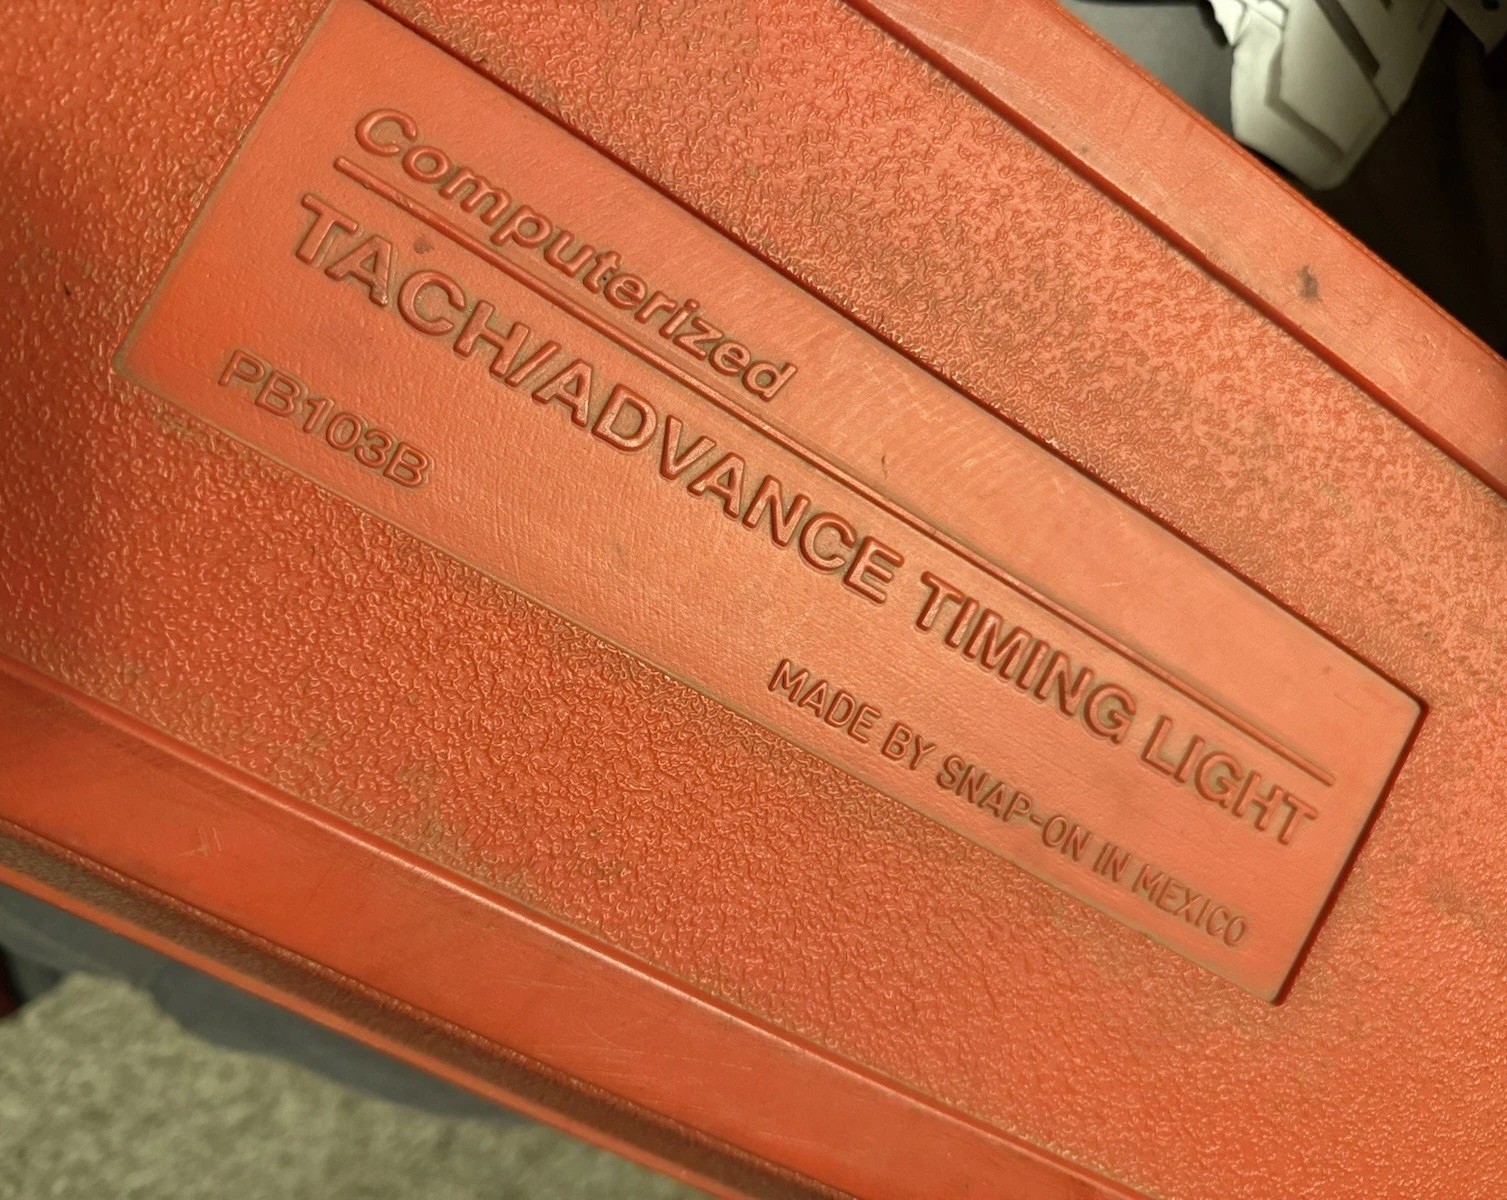 Computerized
TACH/ADVANCE TIMING LIGHT
PB103B
MADE BY SNAP-ON IN MEXICO